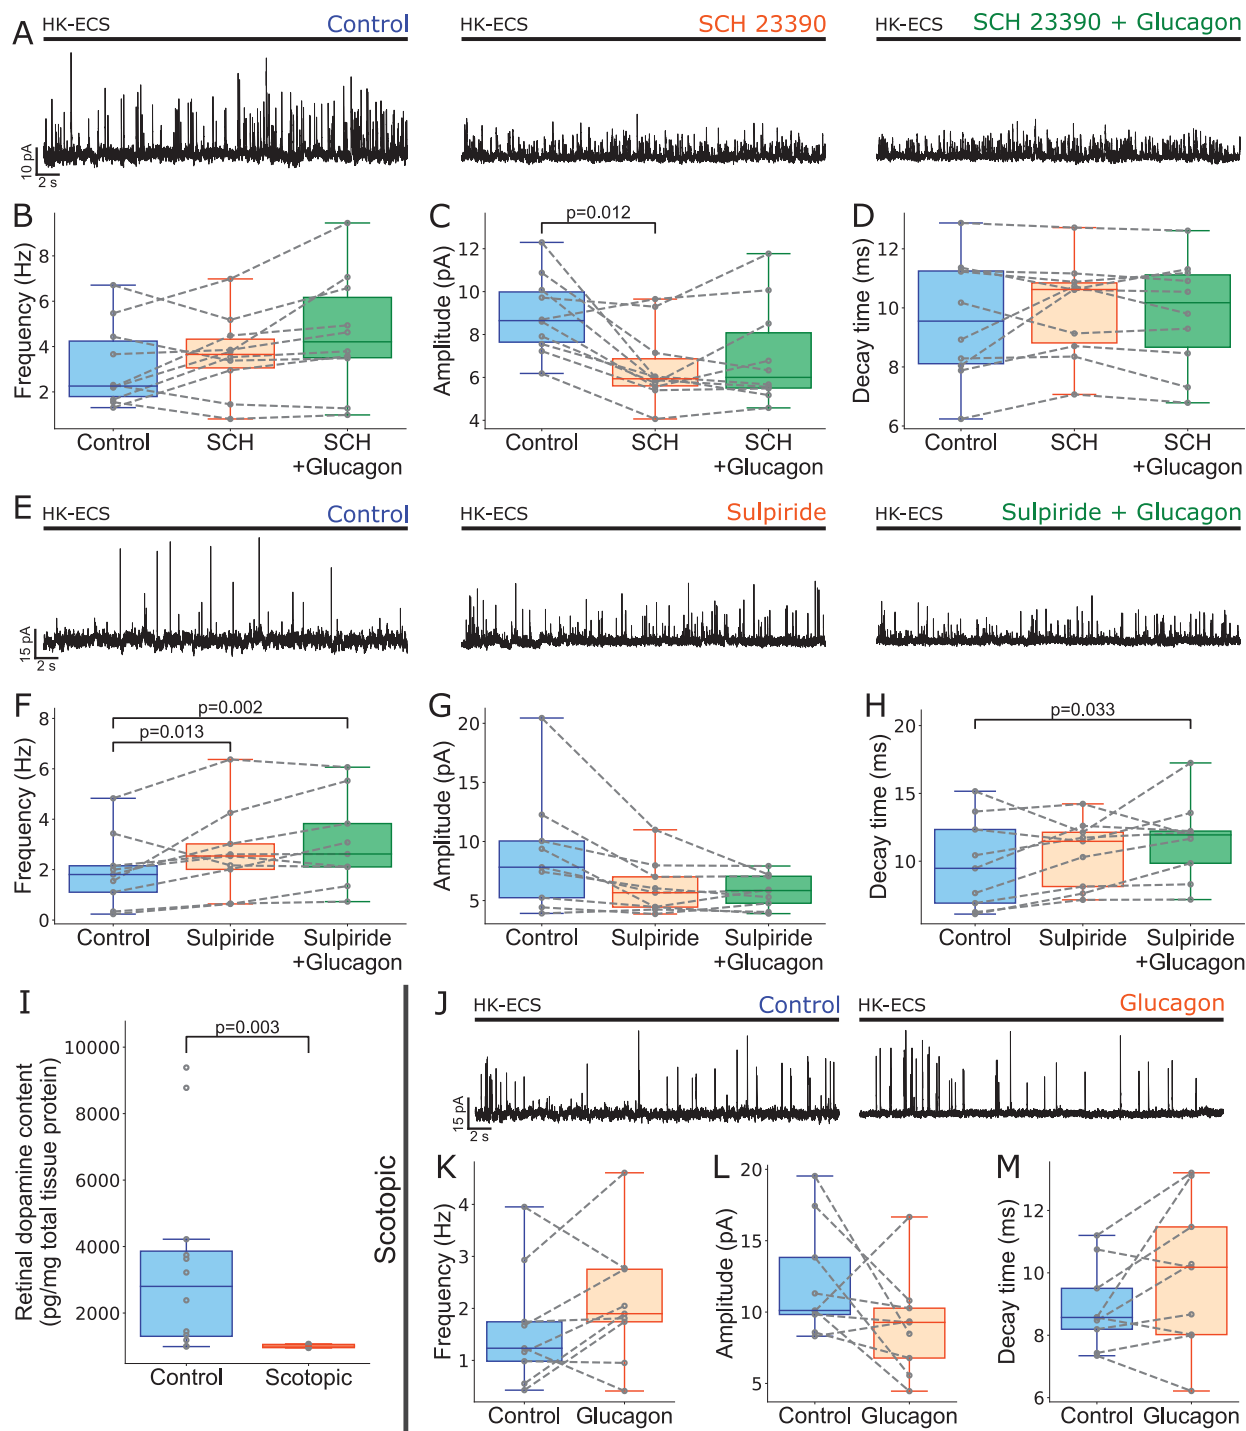 A
HK-ECS Control
HK-ECS SCH 23390
HK-ECS SCH 23390 + Glucagon
10 pA
2 s
B
Frequency (Hz)
8
6
4
2
Control SCH SCH
+Glucagon
C
p=0.012
Amplitude (pA)
12
10
8
6
4
Control SCH SCH
+Glucagon
D
Decay time (ms)
12
10
8
6
Control SCH SCH
+Glucagon
E
HK-ECS Control
HK-ECS Sulpiride
HK-ECS Sulpiride + Glucagon
15 pA
2 s
F
p=0.002
p=0.013
Frequency (Hz)
8
6
4
2
0
Control Sulpiride Sulpiride
+Glucagon
G
Amplitude (pA)
20
15
10
5
Control Sulpiride Sulpiride
+Glucagon
H
p=0.033
Decay time (ms)
20
15
10
Control Sulpiride Sulpiride
+Glucagon
I
p=0.003
Retinal dopamine content
(pg/mg total tissue protein)
10000
8000
6000
4000
2000
Control Scotopic
Scotopic
J
HK-ECS Control
HK-ECS Glucagon
15 pA
2 s
K
Frequency (Hz)
4
3
2
1
Control Glucagon
L
Amplitude (pA)
20
15
10
5
Control Glucagon
M
Decay time (ms)
12
10
8
6
Control Glucagon